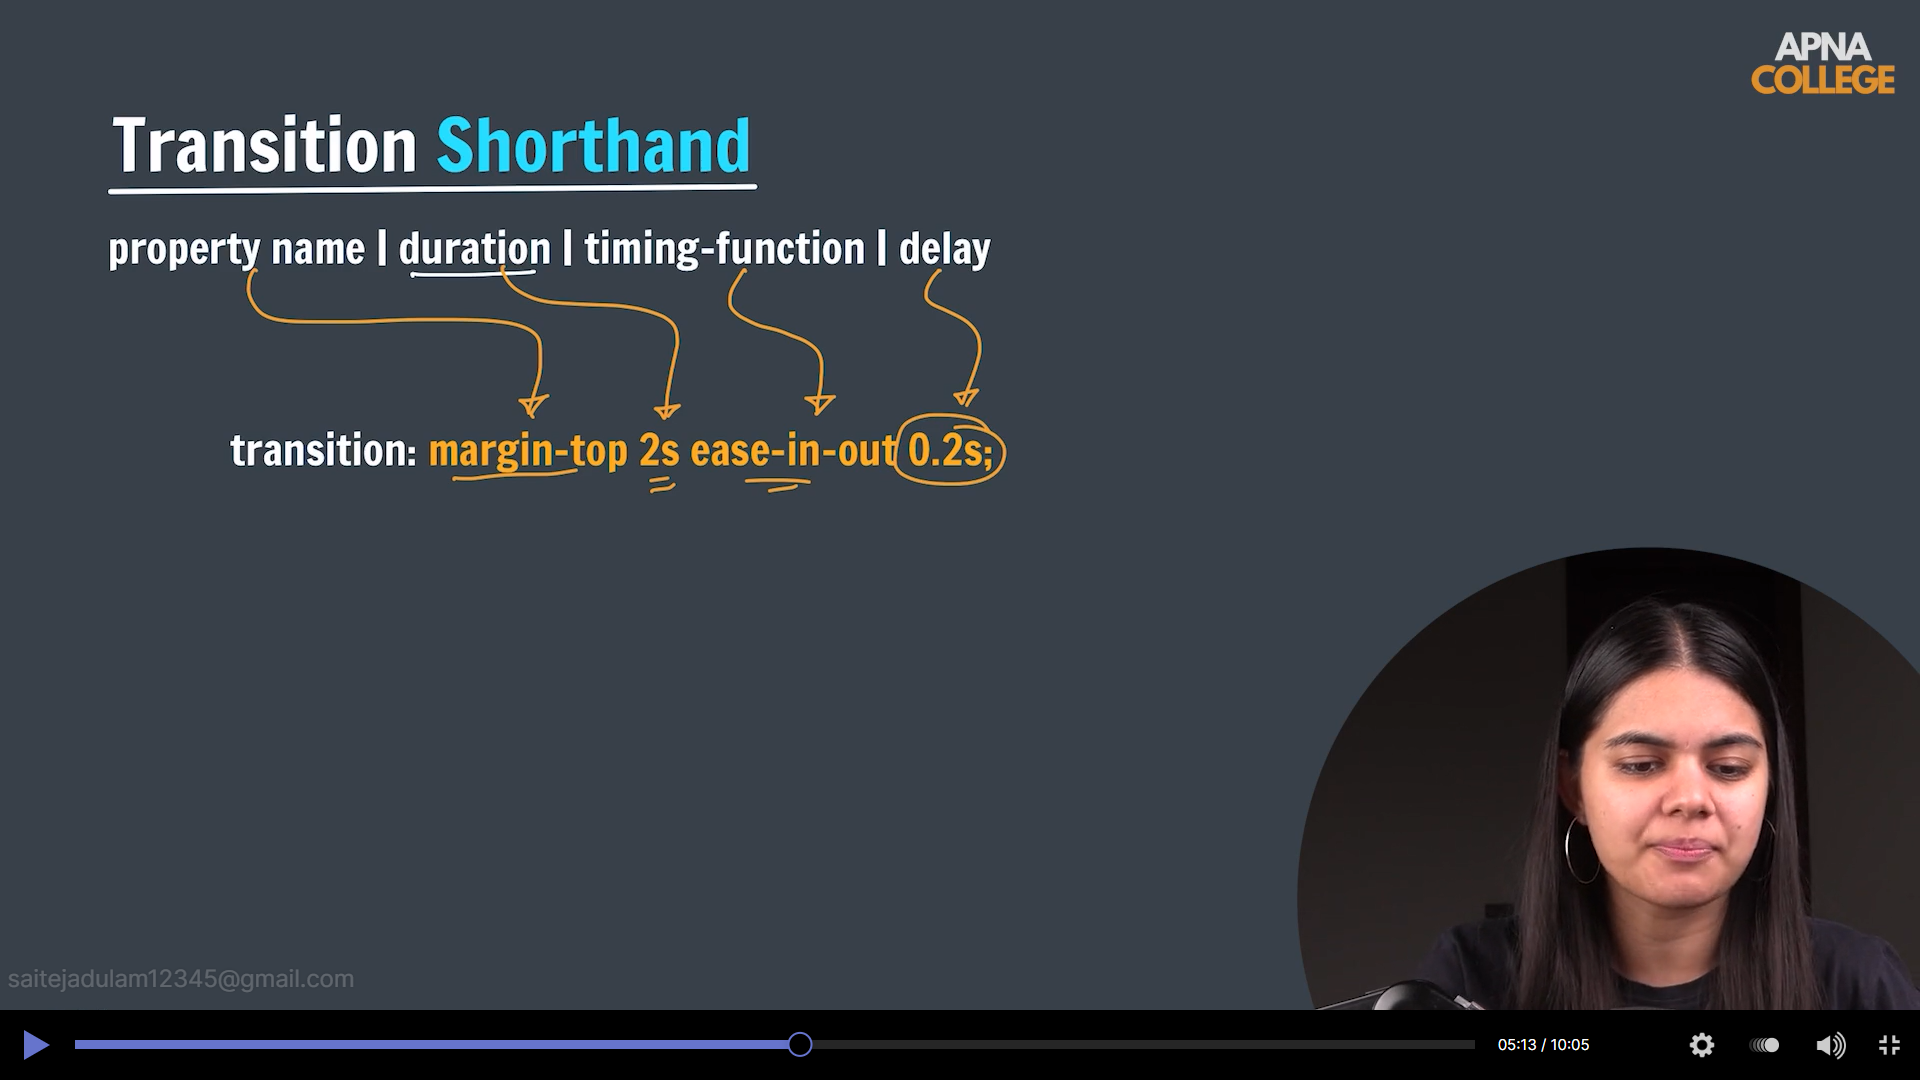 APNA
COLLEGE
Transition Shorthand
property name | duration | timing-function | delay
transition: margin-top 2s ease-in-out 0.2s;
saitejadulam12345@gmail.com
05:13 / 10:05